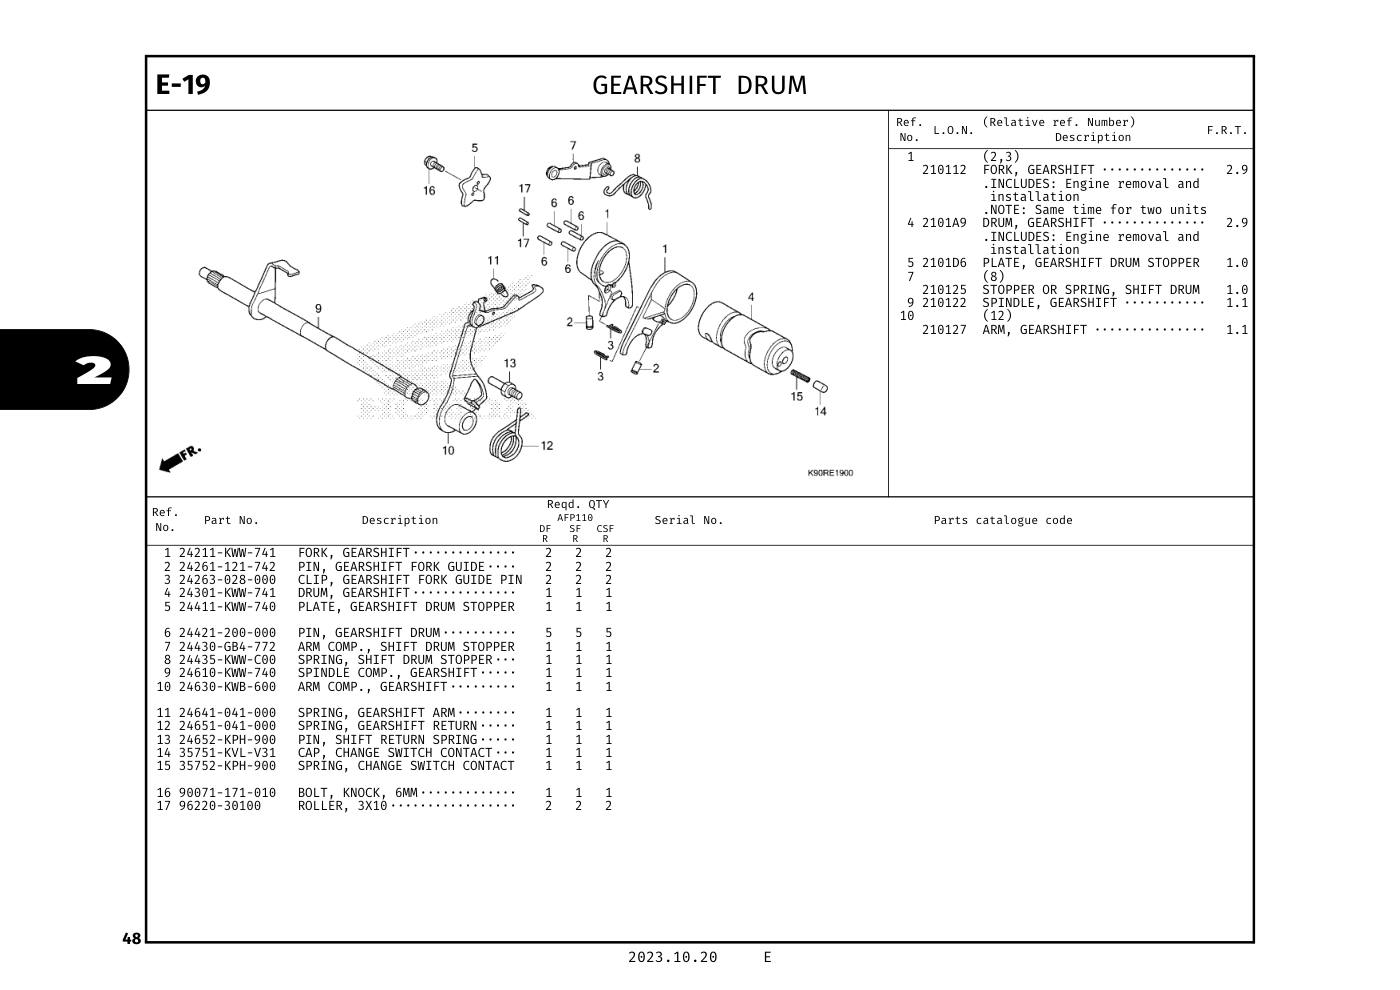 E-19
GEARSHIFT DRUM
5
16
7
8
17
17
6
6
6
6
6
1
1
11
9
2
3
3
2
4
13
15
14
10
12
FR.
K90RE1900
Ref. No.
L.O.N.
(Relative ref. Number)
Description
F.R.T.
1 (2,3)
210112 FORK, GEARSHIFT ·············· 2.9
.INCLUDES: Engine removal and
installation
.NOTE: Same time for two units
4 2101A9 DRUM, GEARSHIFT ·············· 2.9
.INCLUDES: Engine removal and
installation
5 2101D6 PLATE, GEARSHIFT DRUM STOPPER 1.0
7 (8)
210125 STOPPER OR SPRING, SHIFT DRUM 1.0
9 210122 SPINDLE, GEARSHIFT ··········· 1.1
10 (12)
210127 ARM, GEARSHIFT ··············· 1.1
2
Ref. No.
Part No.
Description
Reqd. QTY
AFP110
DF SF CSF
R R R
Serial No.
Parts catalogue code
1 24211-KWW-741 FORK, GEARSHIFT·············· 2 2 2
2 24261-121-742 PIN, GEARSHIFT FORK GUIDE···· 2 2 2
3 24263-028-000 CLIP, GEARSHIFT FORK GUIDE PIN 2 2 2
4 24301-KWW-741 DRUM, GEARSHIFT·············· 1 1 1
5 24411-KWW-740 PLATE, GEARSHIFT DRUM STOPPER 1 1 1
6 24421-200-000 PIN, GEARSHIFT DRUM·········· 5 5 5
7 24430-GB4-772 ARM COMP., SHIFT DRUM STOPPER 1 1 1
8 24435-KWW-C00 SPRING, SHIFT DRUM STOPPER··· 1 1 1
9 24610-KWW-740 SPINDLE COMP., GEARSHIFT····· 1 1 1
10 24630-KWB-600 ARM COMP., GEARSHIFT········· 1 1 1
11 24641-041-000 SPRING, GEARSHIFT ARM········ 1 1 1
12 24651-041-000 SPRING, GEARSHIFT RETURN····· 1 1 1
13 24652-KPH-900 PIN, SHIFT RETURN SPRING····· 1 1 1
14 35751-KVL-V31 CAP, CHANGE SWITCH CONTACT··· 1 1 1
15 35752-KPH-900 SPRING, CHANGE SWITCH CONTACT 1 1 1
16 90071-171-010 BOLT, KNOCK, 6MM············· 1 1 1
17 96220-30100 ROLLER, 3X10················· 2 2 2
48
2023.10.20 E